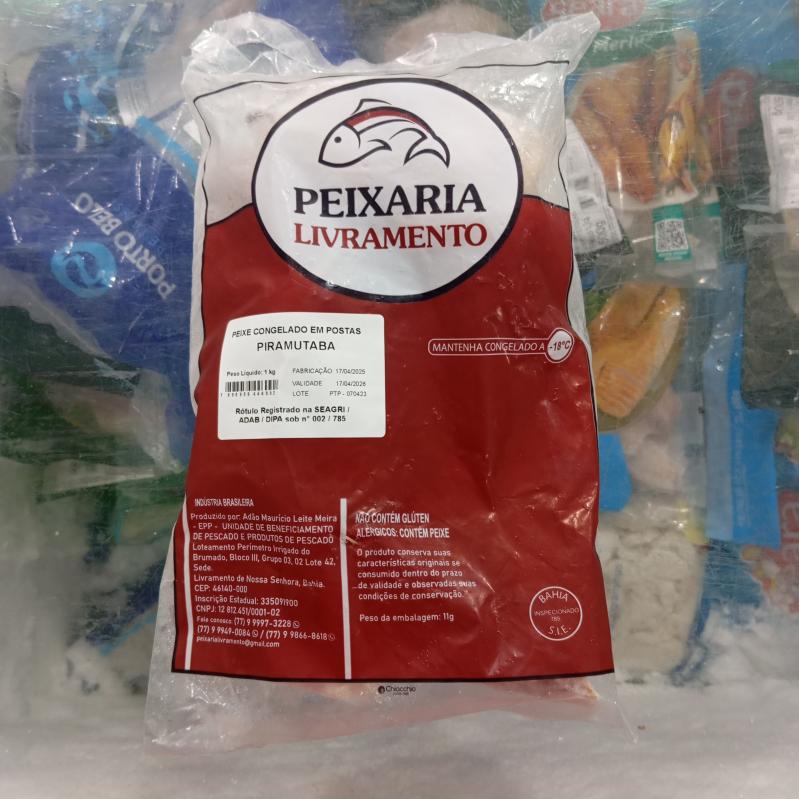 PEIXARIA
LIVRAMENTO
PEIXE CONGELADO EM POSTAS
PIRAMUTABA
Peso Líquido: 1 kg
FABRICAÇÃO 17/04/2025
VALIDADE 17/04/2026
LOTE PTP - 070423
Rótulo Registrado na SEAGRI /
ADAB / DIPA sob n° 002 / 785
MANTENHA CONGELADO A -18°C
INDÚSTRIA BRASILEIRA
Produzido por: Adão Maurício Leite Meira
- EPP - UNIDADE DE BENEFICIAMENTO
DE PESCADO E PRODUTOS DE PESCADO
Loteamento Perímetro Irrigado do
Brumado, Bloco III, Grupo 03, 02 Lote 42,
Sede.
Livramento de Nossa Senhora, Bahia.
CEP: 46140-000
Inscrição Estadual: 335091900
CNPJ: 12 812.451/0001-02
Fale conosco: (77) 9 9997-3228
(77) 9 9949-0084 / (77) 9 9866-8618
peixarialivramento@gmail.com
NÃO CONTÉM GLÚTEN
ALÉRGICOS: CONTÉM PEIXE
O produto conserva suas
características originais se
consumido dentro do prazo
de validade e observadas suas
condições de conservação.
Peso da embalagem: 11g
BAHIA
INSPECIONADO
785
S.I.E.
Chiacchio
PORTO BELO